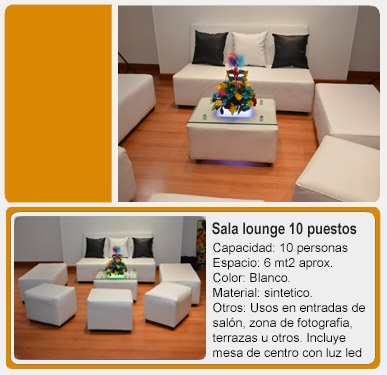 Sala lounge 10 puestos
Capacidad: 10 personas
Espacio: 6 mt2 aprox.
Color: Blanco.
Material: sintetico.
Otros: Usos en entradas de
salón, zona de fotografia,
terrazas u otros. Incluye
mesa de centro con luz led